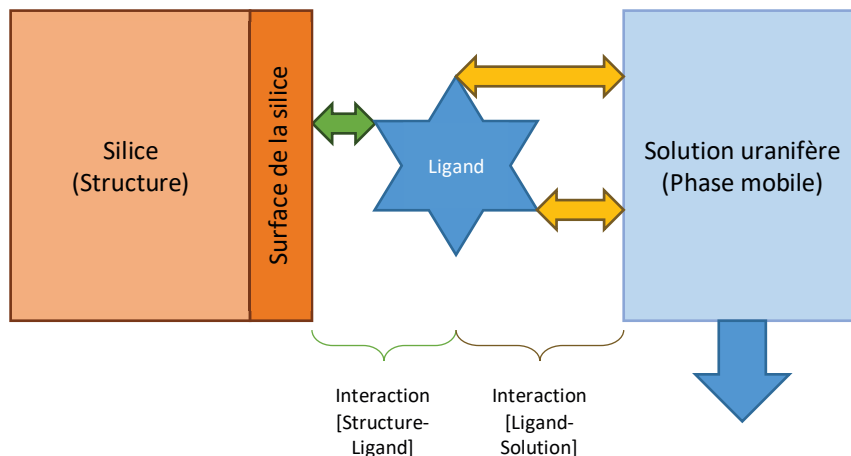 Silice
(Structure)
Surface de la silice
Ligand
Solution uranifère
(Phase mobile)
Interaction
[Structure-
Ligand]
Interaction
[Ligand-
Solution]